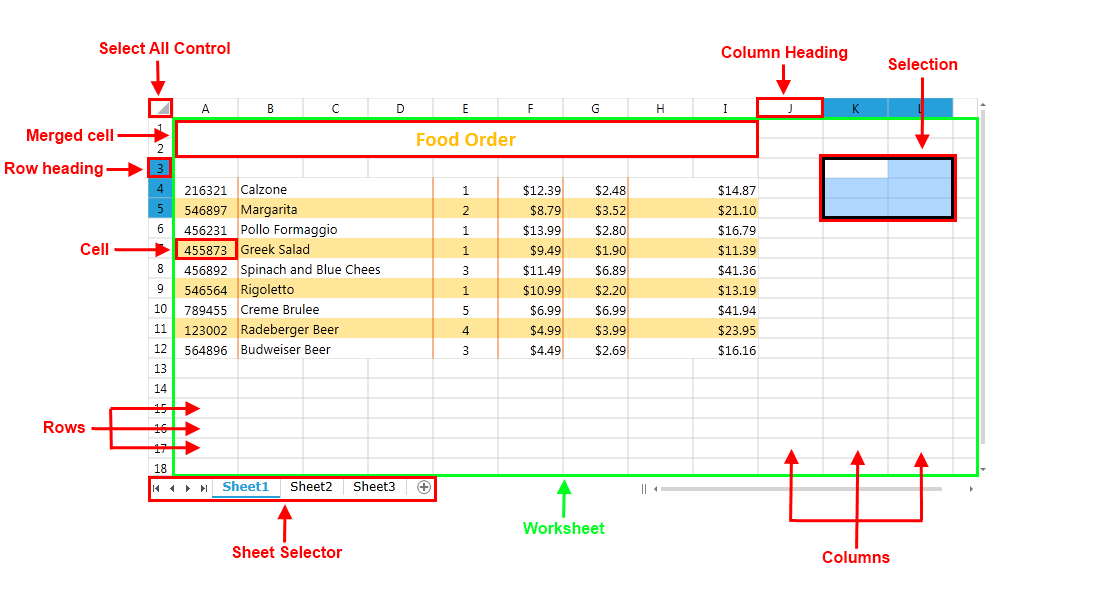 Select All Control
Column Heading
Selection
A B C D E F G H I J K L
Merged cell
1
Food Order
2
Row heading
3
4 216321 Calzone 1 $12.39 $2.48 $14.87
5 546897 Margarita 2 $8.79 $3.52 $21.10
6 456231 Pollo Formaggio 1 $13.99 $2.80 $16.79
Cell
7 455873 Greek Salad 1 $9.49 $1.90 $11.39
8 456892 Spinach and Blue Chees 3 $11.49 $6.89 $41.36
9 546564 Rigoletto 1 $10.99 $2.20 $13.19
10 789455 Creme Brulee 5 $6.99 $6.99 $41.94
11 123002 Radeberger Beer 4 $4.99 $3.99 $23.95
12 564896 Budweiser Beer 3 $4.49 $2.69 $16.16
13
14
15
Rows
16
17
18
Sheet1 Sheet2 Sheet3
Worksheet
Sheet Selector
Columns